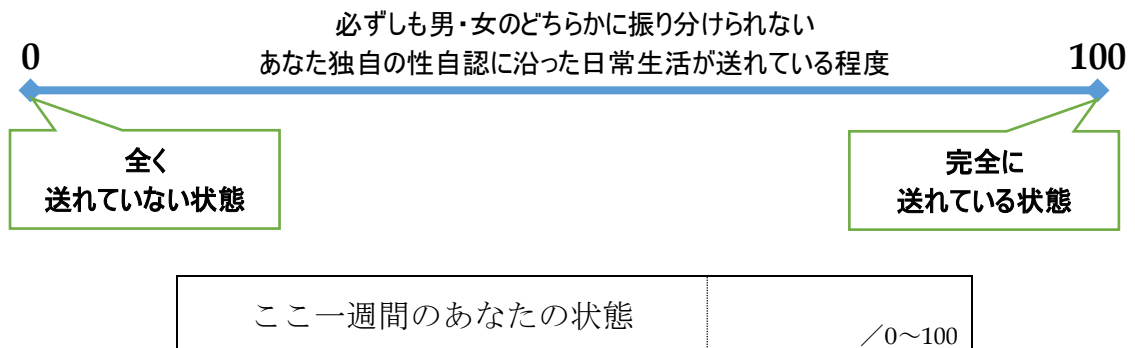 必ずしも男・女のどちらかに振り分けられない
0
あなた独自の性自認に沿った日常生活が送れている程度
100
全く
送れていない状態
完全に
送れている状態
ここ一週間のあなたの状態
／0～100